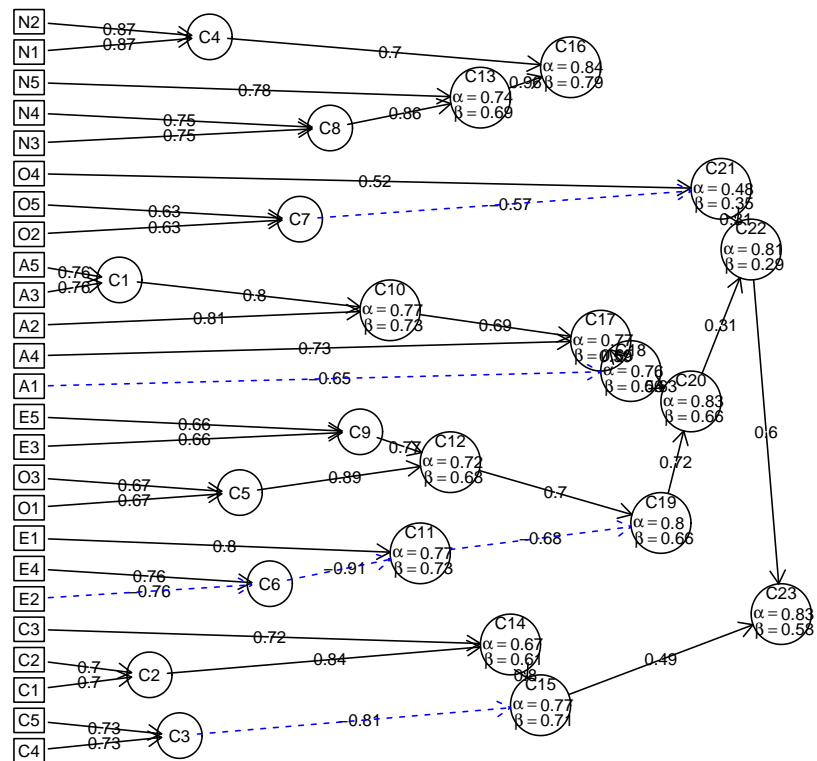 N2
0.87
C4
N1
0.87
0.7
C16
α = 0.84
β = 0.79
N5
0.78
C13
α = 0.74
β = 0.69
0.96
N4
0.75
C8
0.86
N3
0.75
O4
0.52
C21
α = 0.48
β = 0.35
O5
0.63
C7
−0.57
O2
0.63
C22
α = 0.81
β = 0.29
A5
0.76
C1
A3
0.76
0.8
C10
α = 0.77
β = 0.73
A2
0.81
0.69
C17
α = 0.77
A4
0.73
α = 0.76
A1
−0.65
C20
α = 0.83
β = 0.66
0.31
E5
0.66
C9
E3
0.66
0.77
C12
α = 0.72
β = 0.68
O3
0.67
C5
0.89
O1
0.67
0.7
0.72
0.6
C19
α = 0.8
β = 0.66
E1
0.8
C11
α = 0.77
β = 0.73
−0.68
E4
0.76
C6
−0.91
E2
−0.76
C23
α = 0.83
β = 0.58
C3
0.72
C14
α = 0.67
β = 0.61
C2
0.7
C2
0.84
C1
0.7
0.8
C15
α = 0.77
β = 0.71
0.49
C5
0.73
C3
−0.81
C4
0.73